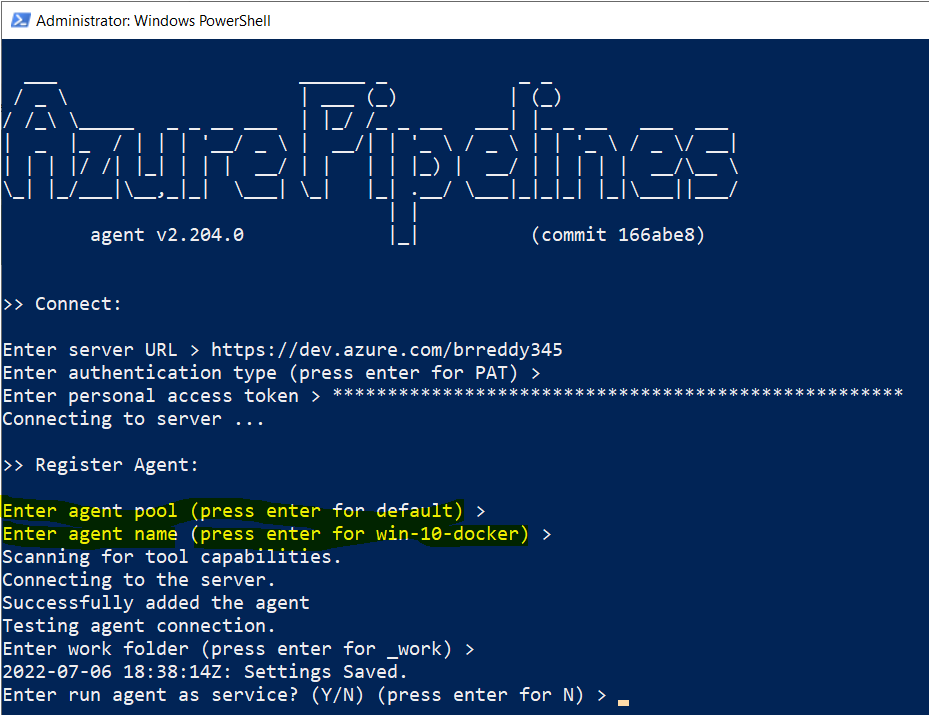 Administrator: Windows PowerShell
AzurePipelines
agent v2.204.0 (commit 166abe8)
>> Connect:
Enter server URL > https://dev.azure.com/brreddy345
Enter authentication type (press enter for PAT) >
Enter personal access token > ****************************************************
Connecting to server ...
>> Register Agent:
Enter agent pool (press enter for default) >
Enter agent name (press enter for win-10-docker) >
Scanning for tool capabilities.
Connecting to the server.
Successfully added the agent
Testing agent connection.
Enter work folder (press enter for _work) >
2022-07-06 18:38:14Z: Settings Saved.
Enter run agent as service? (Y/N) (press enter for N) >